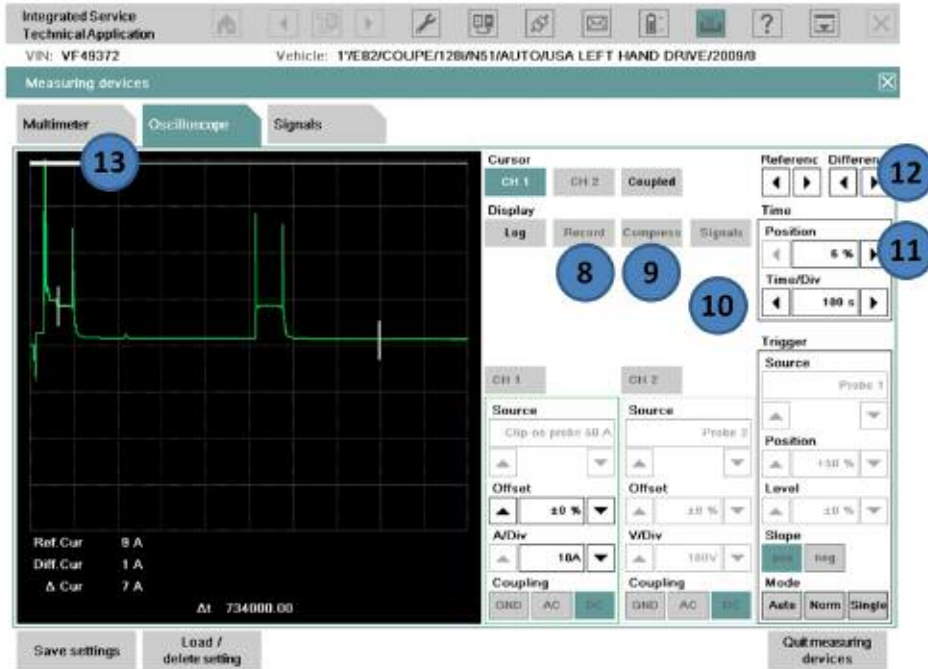 Integrated Service
Technical Application
VIN: VF49372 Vehicle: 1'/E82/COUPE/128i/N51/AUTO/USA LEFT HAND DRIVE/2009/8
Measuring devices
Multimeter Oscilloscope Signals
13
Cursor
CH 1 CH 2 Coupled
Referenc Differen
12
Display
Log Record Compress Signals
8 9 10
Time
Position
6 %
11
Time/Div
100 s
Trigger
Source
Probe 1
Position
+50 %
Level
±0 %
Slope
pos neg
Mode
Auto Norm Single
CH 1
Source
Clip on probe 50 A
Offset
±0 %
A/Div
10A
Coupling
GND AC DC
CH 2
Source
Probe 2
Offset
±0 %
V/Div
100V
Coupling
GND AC DC
Ref.Cur 8 A
Diff.Cur 1 A
Δ Cur 7 A
Δt 734000.00
Save settings
Load /
delete setting
Quit measuring
devices